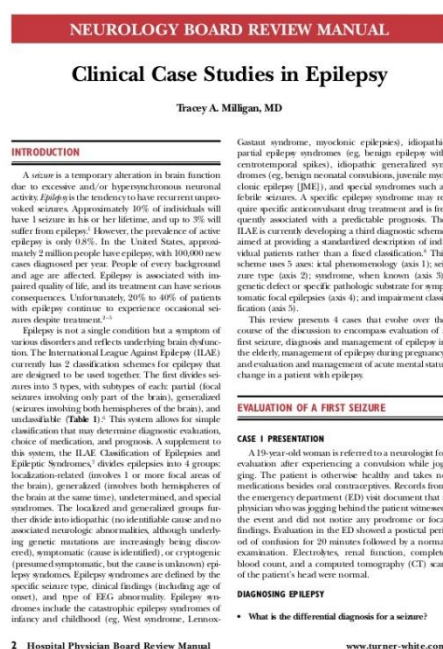 NEUROLOGY BOARD REVIEW MANUAL
Clinical Case Studies in Epilepsy
Tracey A. Milligan, MD
INTRODUCTION
A seizure is a temporary alteration in brain function
due to excessive and/or hypersynchronous neuronal
activity. Epilepsy is the tendency to have recurrent unpro-
voked seizures. Approximately 10% of individuals will
have 1 seizure in his or her lifetime, and up to 3% will
suffer from epilepsy.¹ However, the prevalence of active
epilepsy is only 0.8%. In the United States, approxi-
mately 2 million people have epilepsy, with 100,000 new
cases diagnosed per year. People of every background
and age are affected. Epilepsy is associated with im-
paired quality of life, and its treatment can have serious
consequences. Unfortunately, 20% to 40% of patients
with epilepsy continue to experience occasional sei-
zures despite treatment.
Epilepsy is not a single condition but a symptom of
various disorders and reflects underlying brain dysfunc-
tion. The International League Against Epilepsy (ILAE)
currently has 2 classification schemes for epilepsy that
are designed to be used together. The first divides sei-
zures into 3 types, with subtypes of each: partial (focal
seizures involving only part of the brain), generalized
(seizures involving both hemispheres of the brain), and
unclassifiable (Table 1).⁶ This system allows for simple
classification that may determine diagnostic evaluation,
choice of medication, and prognosis. A supplement to
this system, the ILAE Classification of Epilepsies and
Epileptic Syndromes,⁷ divides epilepsies into 4 groups:
localization-related (involves 1 or more focal areas of
the brain), generalized (involves both hemispheres of
the brain at the same time), undetermined, and special
syndromes. The localized and generalized groups fur-
ther divide into idiopathic (no identifiable cause and no
associated neurologic abnormalities, although underly-
ing genetic mutations are increasingly being discov-
ered), symptomatic (cause is identified), or cryptogenic
(presumed symptomatic, but the cause is unknown) epi-
lepsy syndomes. Epilepsy syndromes are defined by the
specific seizure type, clinical findings (including age of
onset), and type of EEG abnormality. Epilepsy syn-
dromes include the catastrophic epilepsy syndromes of
infancy and childhood (eg, West syndrome, Lennox-
Gastaut syndrome, myoclonic epilepsies), idiopathi
partial epilepsy syndromes (eg, benign epilepsy with
centrotemporal spikes), idiopathic generalized syn
dromes (eg, benign neonatal convulsions, juvenile myo
clonic epilepsy [JME]), and special syndromes such a
febrile seizures. A specific epilepsy syndrome may re
quire specific anticonvulsant drug treatment and is fre
quently associated with a predictable prognosis. The
ILAE is currently developing a third diagnostic scheme
aimed at providing a standardized description of indi
vidual patients rather than a fixed classification.⁸ Thi
scheme uses 5 axes: ictal phenomenology (axis 1); sei
zure type (axis 2); syndrome, when known (axis 3)
genetic defect or specific pathologic substrate for symp
tomatic focal epilepsies (axis 4); and impairment classi
fication (axis 5).
This review presents 4 cases that evolve over the
course of the discussion to encompass evaluation of a
first seizure, diagnosis and management of epilepsy in
the elderly, management of epilepsy during pregnancy
and evaluation and management of acute mental statu
change in a patient with epilepsy.
EVALUATION OF A FIRST SEIZURE
CASE 1 PRESENTATION
A 19-year-old woman is referred to a neurologist fo
evaluation after experiencing a convulsion while jog
ging. The patient is otherwise healthy and takes no
medications besides oral contraceptives. Records from
the emergency department (ED) visit document that a
physician who was jogging behind the patient witnessed
the event and did not notice any prodrome or foca
findings. Evaluation in the ED showed a postictal peri
od of confusion for 20 minutes followed by a norma
examination. Electrolytes, renal function, complete
blood count, and a computed tomography (CT) scan
of the patient's head were normal.
DIAGNOSING EPILEPSY
• What is the differential diagnosis for a seizure?
2 Hospital Physician Board Review Manual
www.turner-white.com